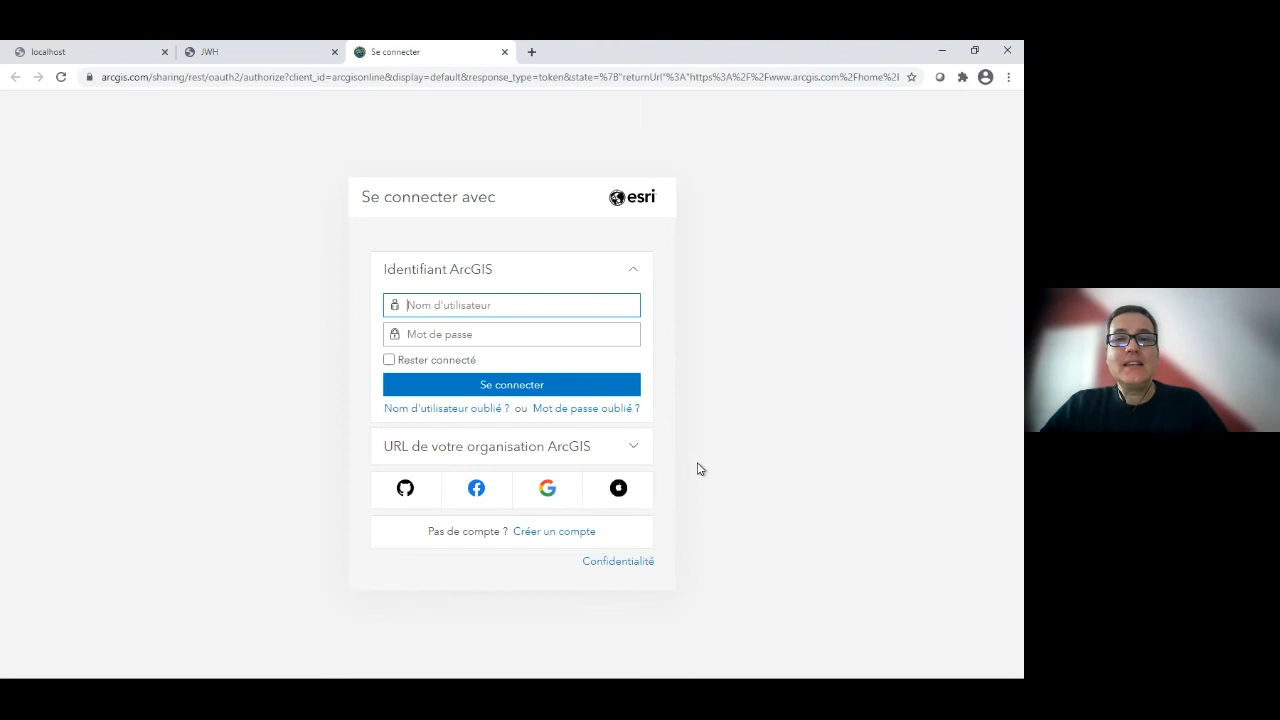 localhost
JWH
Se connecter
arcgis.com/sharing/rest/oauth2/authorize?client_id=arcgisonline&display=default&response_type=token&state=%7B"returnUrl"%3A"https%3A%2F%2Fwww.arcgis.com%2Fhome%2F
Se connecter avec
esri
Identifiant ArcGIS
Nom d'utilisateur
Mot de passe
Rester connecté
Se connecter
Nom d'utilisateur oublié ? ou Mot de passe oublié ?
URL de votre organisation ArcGIS
Pas de compte ? Créer un compte
Confidentialité